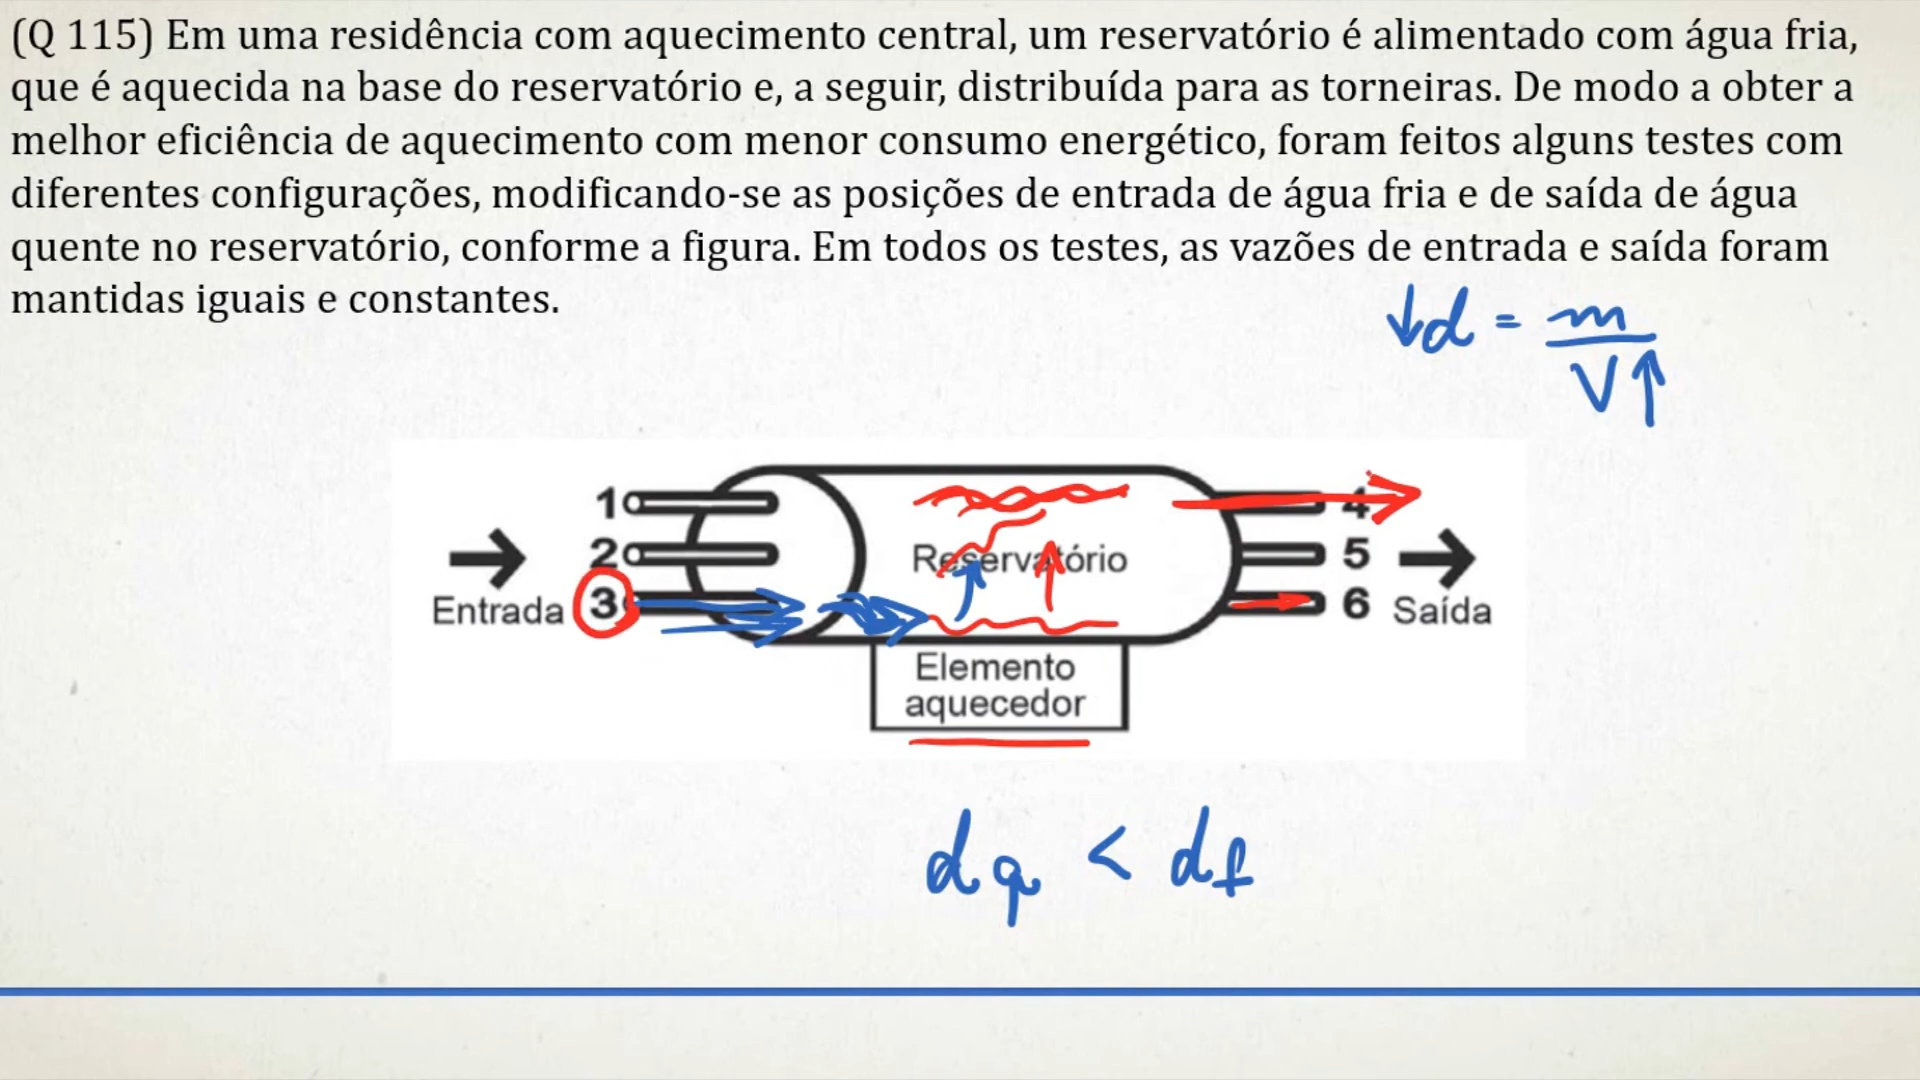 (Q 115) Em uma residência com aquecimento central, um reservatório é alimentado com água fria,
que é aquecida na base do reservatório e, a seguir, distribuída para as torneiras. De modo a obter a
melhor eficiência de aquecimento com menor consumo energético, foram feitos alguns testes com
diferentes configurações, modificando-se as posições de entrada de água fria e de saída de água
quente no reservatório, conforme a figura. Em todos os testes, as vazões de entrada e saída foram
mantidas iguais e constantes.
↓d = m
V↑
1
4
2
Reservatório
5
Entrada
3
6
Saída
Elemento
aquecedor
dq < df